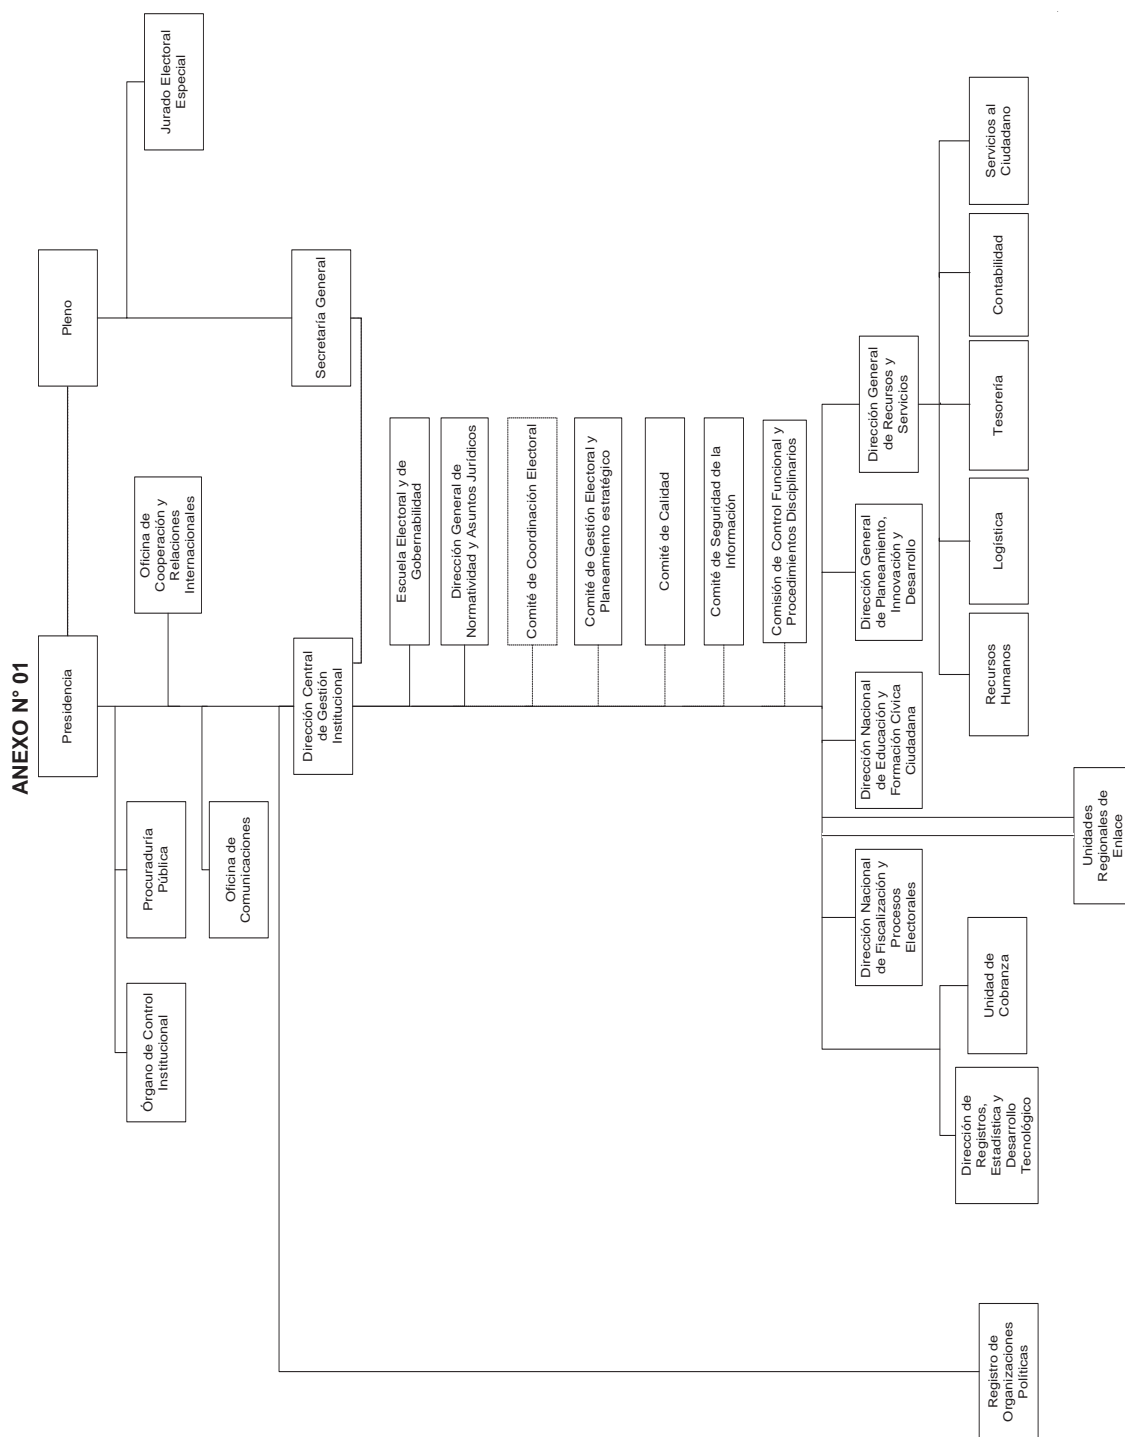 ANEXO N° 01
Presidencia
Pleno
Jurado Electoral
Especial
Órgano de Control
Institucional
Procuraduría
Pública
Oficina de
Cooperación y
Relaciones
Internacionales
Oficina de
Comunicaciones
Dirección Central
de Gestión
Institucional
Secretaría General
Escuela Electoral y de
Gobernabilidad
Dirección General de
Normatividad y Asuntos Jurídicos
Comité de Coordinación Electoral
Comité de Gestión Electoral y
Planeamiento estratégico
Comité de Calidad
Comité de Seguridad de la
Información
Comisión de Control Funcional y
Procedimientos Disciplinarios
Dirección Nacional
de Fiscalización y
Procesos
Electorales
Dirección Nacional
de Educación y
Formación Cívica
Ciudadana
Dirección General
de Planeamiento,
Innovación y
Desarrollo
Dirección General
de Recursos y
Servicios
Registro de
Organizaciones
Políticas
Dirección de
Registros,
Estadística y
Desarrollo
Tecnológico
Unidad de
Cobranza
Recursos
Humanos
Logística
Tesorería
Contabilidad
Servicios al
Ciudadano
Unidades
Regionales de
Enlace